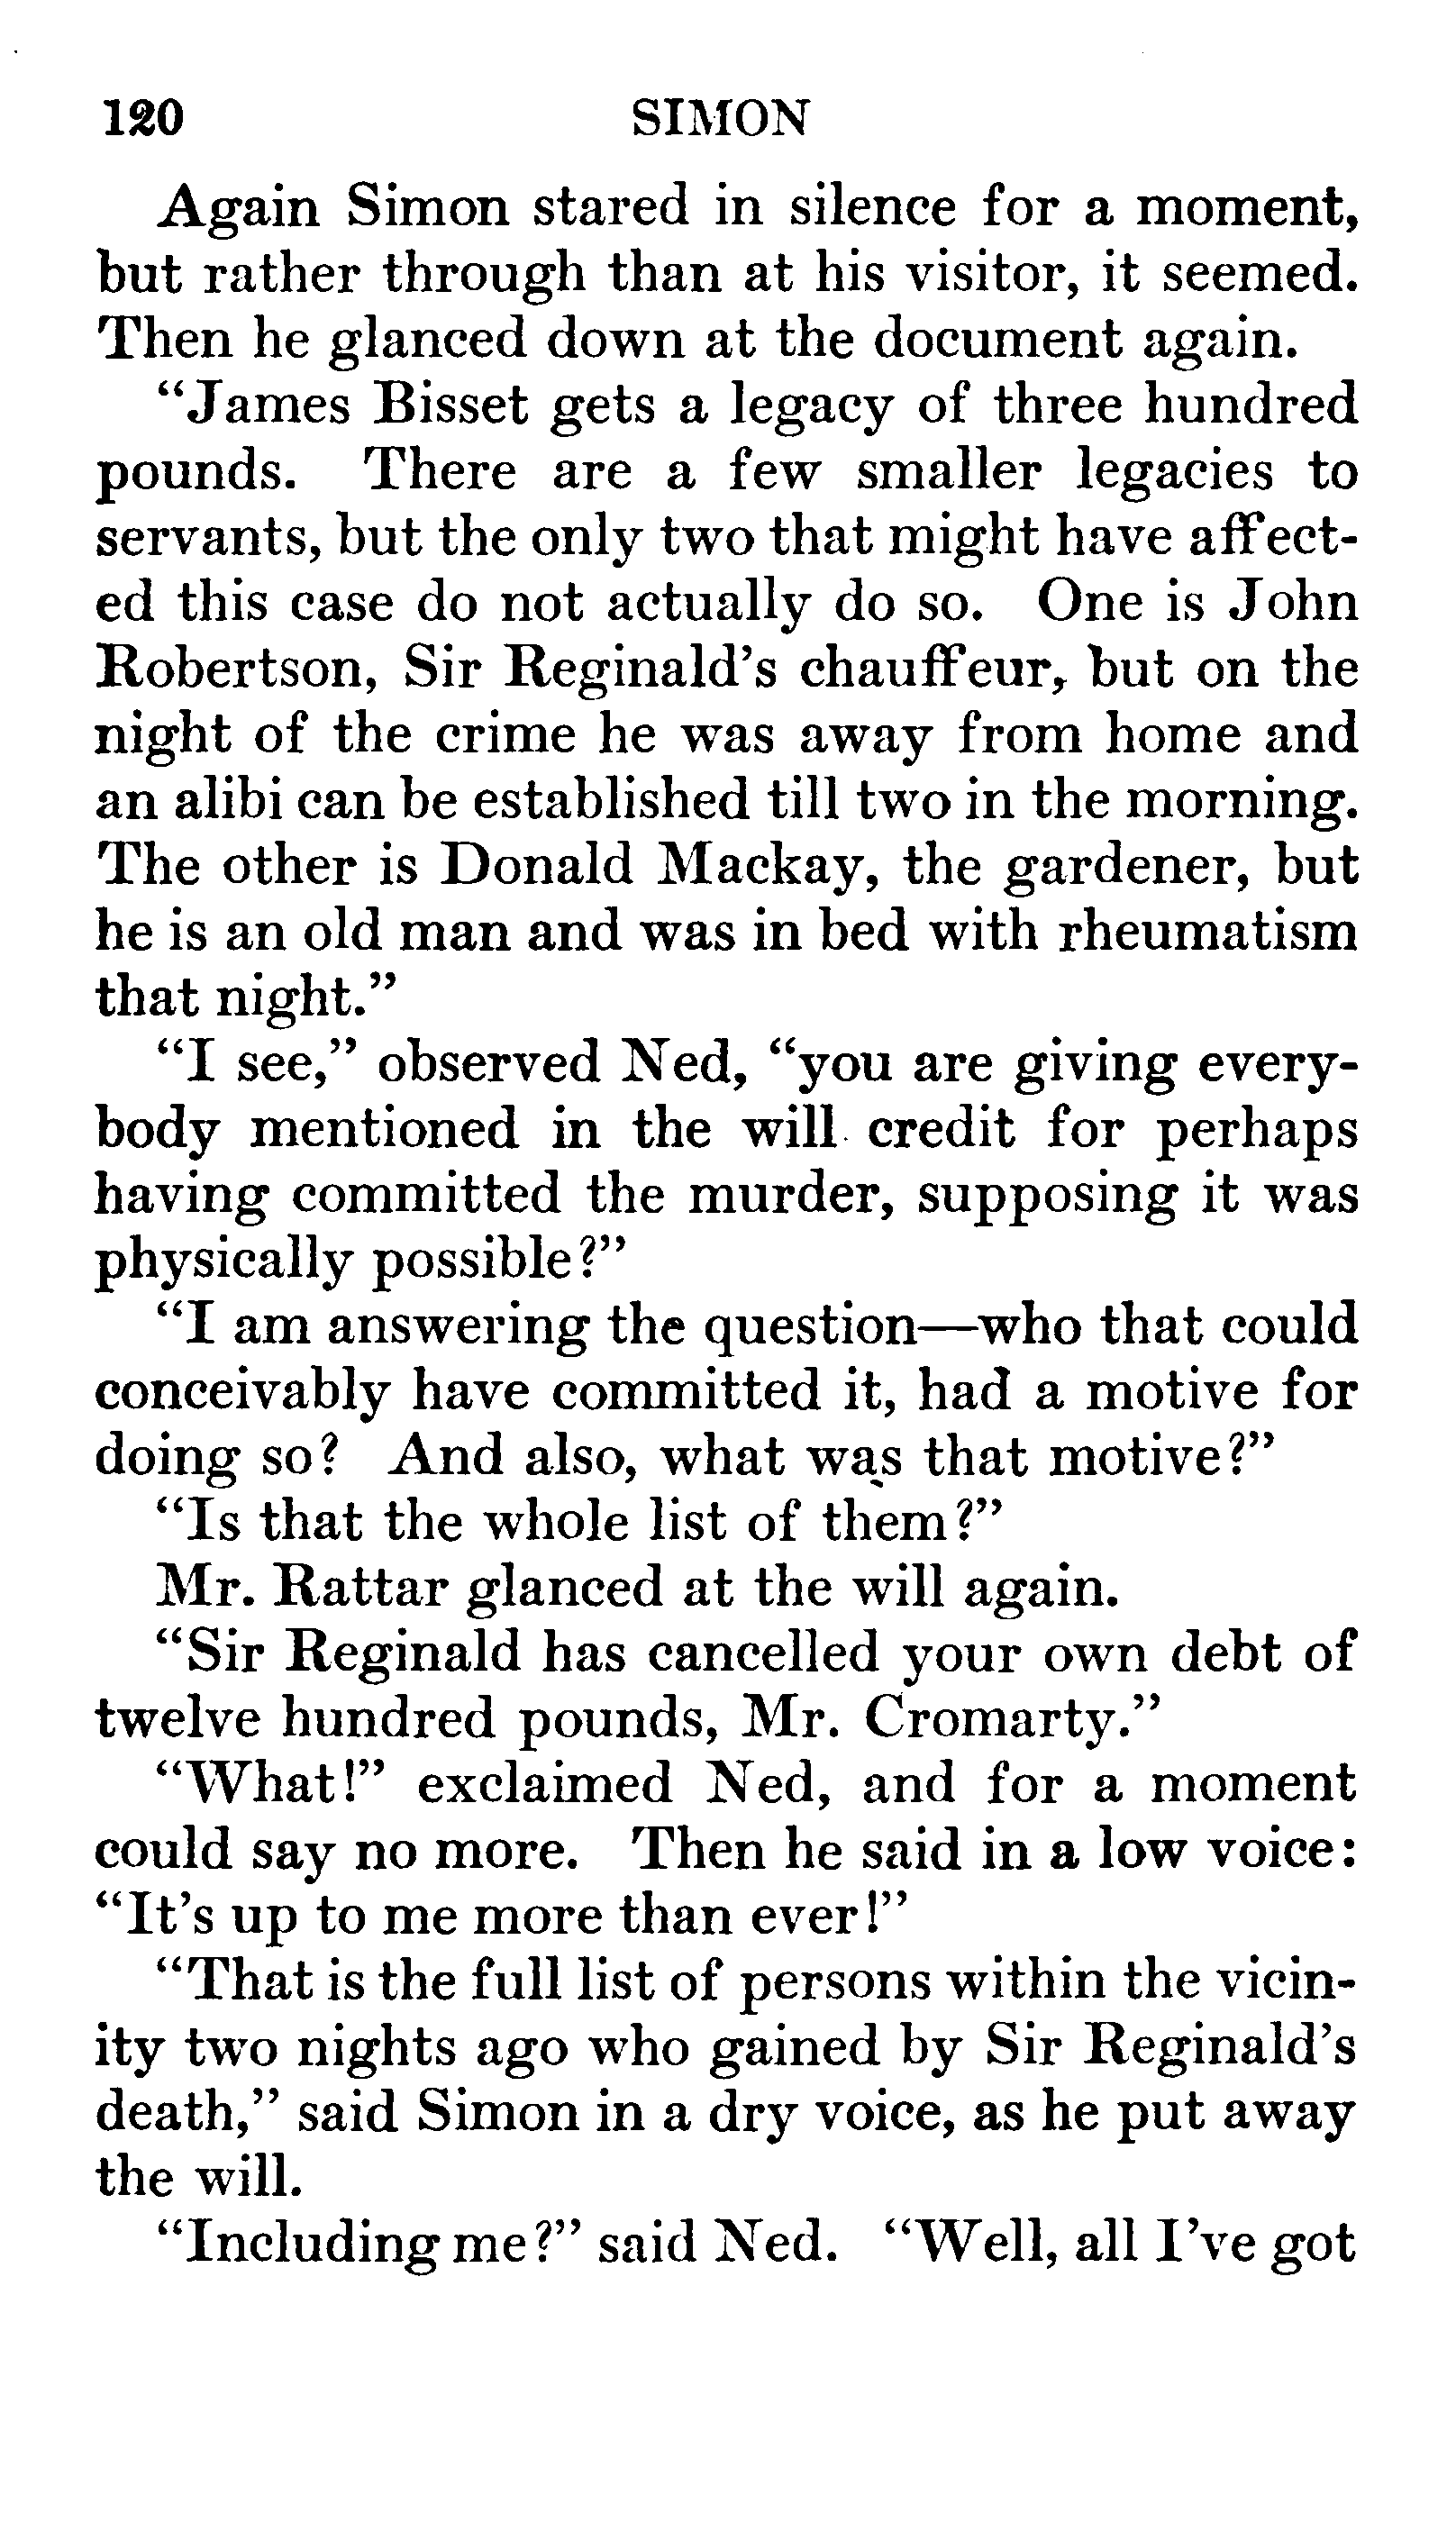 120 SIMON
Again Simon stared in silence for a moment,
but rather through than at his visitor, it seemed.
Then he glanced down at the document again.
"James Bisset gets a legacy of three hundred
pounds. There are a few smaller legacies to
servants, but the only two that might have affect-
ed this case do not actually do so. One is John
Robertson, Sir Reginald's chauffeur, but on the
night of the crime he was away from home and
an alibi can be established till two in the morning.
The other is Donald Mackay, the gardener, but
he is an old man and was in bed with rheumatism
that night."
"I see," observed Ned, "you are giving every-
body mentioned in the will credit for perhaps
having committed the murder, supposing it was
physically possible?"
"I am answering the question—who that could
conceivably have committed it, had a motive for
doing so? And also, what was that motive?"
"Is that the whole list of them?"
Mr. Rattar glanced at the will again.
"Sir Reginald has cancelled your own debt of
twelve hundred pounds, Mr. Cromarty."
"What!" exclaimed Ned, and for a moment
could say no more. Then he said in a low voice:
"It's up to me more than ever!"
"That is the full list of persons within the vicin-
ity two nights ago who gained by Sir Reginald's
death," said Simon in a dry voice, as he put away
the will.
"Including me?" said Ned. "Well, all I've got